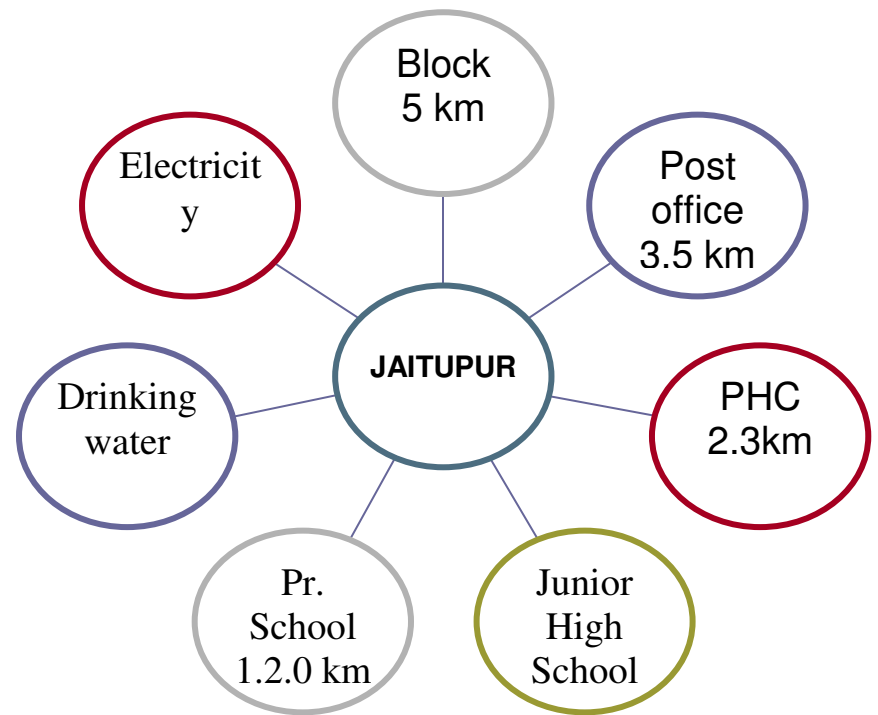 Block
5 km
Post
office
3.5 km
PHC
2.3km
Junior
High
School
Pr.
School
1.2.0 km
Drinking
water
Electricit
y
JAITUPUR